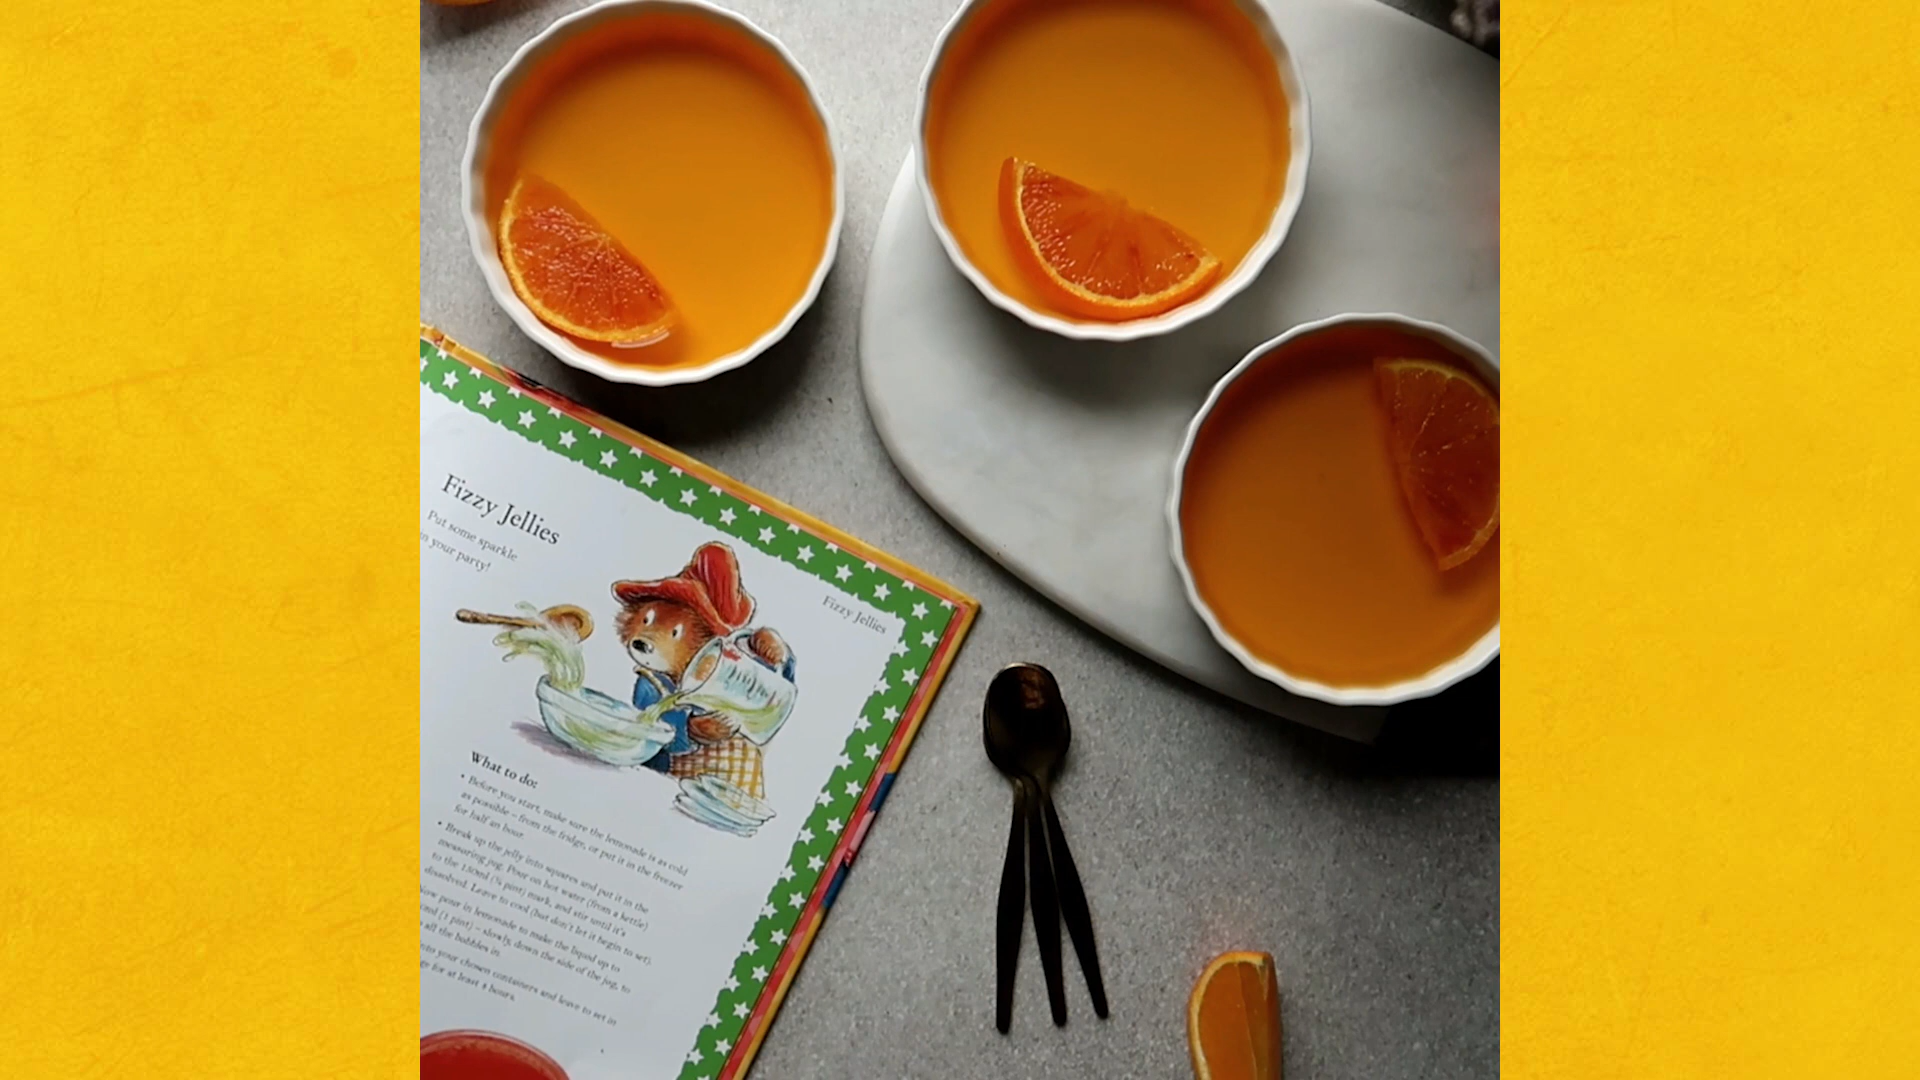 Fizzy Jellies
Put some sparkle
in your party!
Fizzy Jellies
What to do:
• Before you start, make sure the lemonade is as cold
as possible – from the fridge, or put it in the freezer
for half an hour.
• Break up the jelly into squares and put it in the
measuring jug. Pour on hot water (from a kettle)
to the 150ml (¼ pint) mark, and stir until it's
dissolved. Leave to cool (but don't let it begin to set).
Now pour in lemonade to make the liquid up to
(1 pint) – slowly, down the side of the jug, to
all the bubbles in.
into your chosen containers and leave to set in
for at least 4 hours.